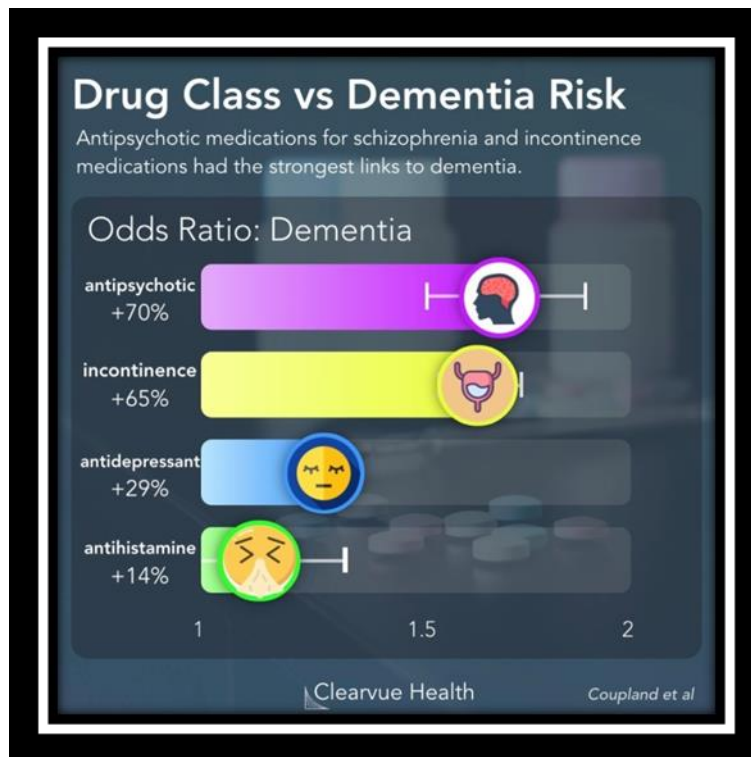 Drug Class vs Dementia Risk
Antipsychotic medications for schizophrenia and incontinence
medications had the strongest links to dementia.
Odds Ratio: Dementia
antipsychotic
+70%
incontinence
+65%
antidepressant
+29%
antihistamine
+14%
1 1.5 2
Clearvue Health
Coupland et al